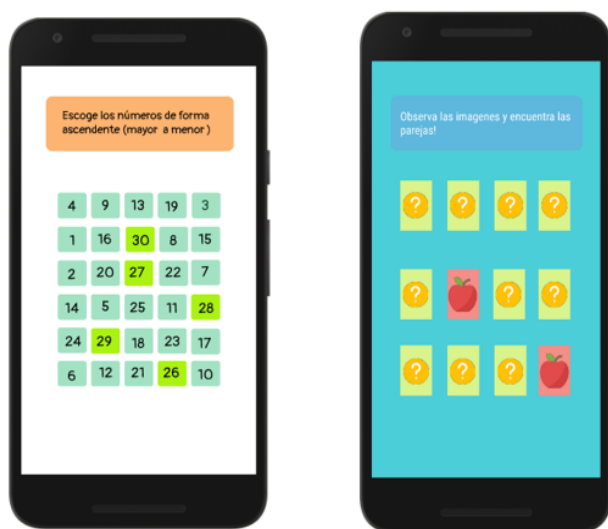 Escoge los números de forma
ascendente (mayor a menor )
4 9 13 19 3
1 16 30 8 15
2 20 27 22 7
14 5 25 11 28
24 29 18 23 17
6 12 21 26 10
Observa las imagenes y encuentra las
parejas!
? ? ? ?
? ? ?
? ? ?